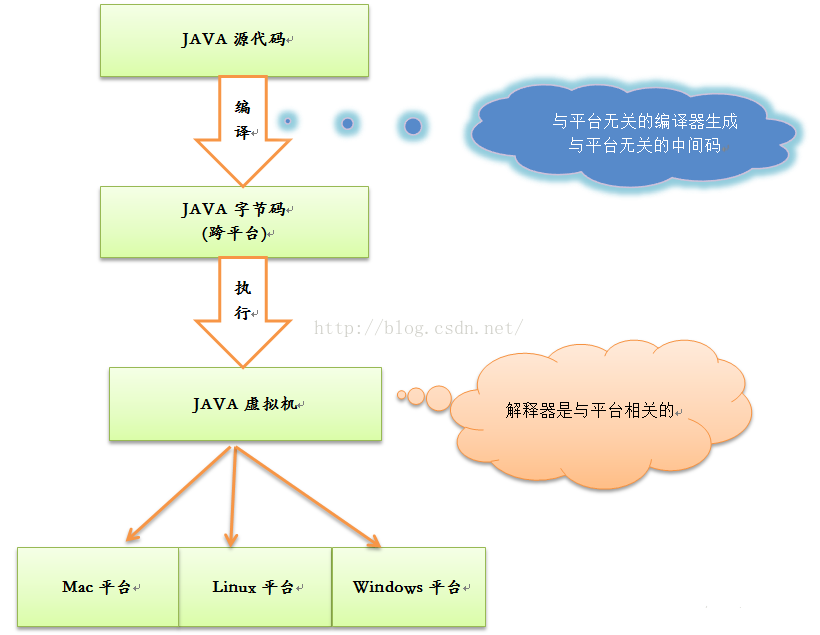 JAVA 源代码
编
译
与平台无关的编译器生成
与平台无关的中间码
JAVA 字节码
(跨平台)
执
行
http://blog.csdn.net/
JAVA 虚拟机
解释器是与平台相关的
Mac 平台
Linux 平台
Windows 平台